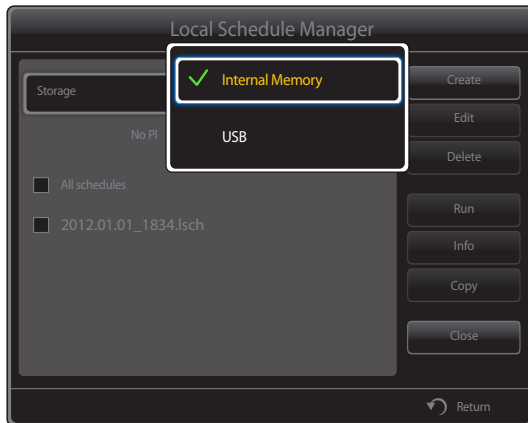 Local Schedule Manager
Storage
Internal Memory
USB
No Pl
All schedules
2012.01.01_1834.lsch
Create
Edit
Delete
Run
Info
Copy
Close
Return